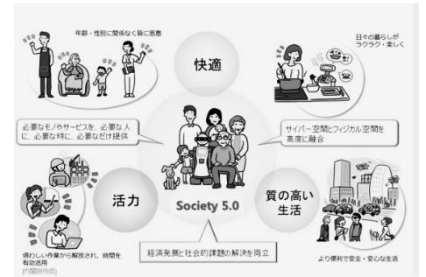 年齢・性別に関係なく皆に恩恵
快適
日々の暮らしが
ラクラク・楽しく
必要なモノやサービスを、必要な人
に、必要な時に、必要なだけ提供
サイバー空間とフィジカル空間を
高度に融合
活力
Society 5.0
質の高い
生活
煩わしい作業から解放され、時間を
有効活用
経済発展と社会的課題の解決を両立
より便利で安全・安心な生活